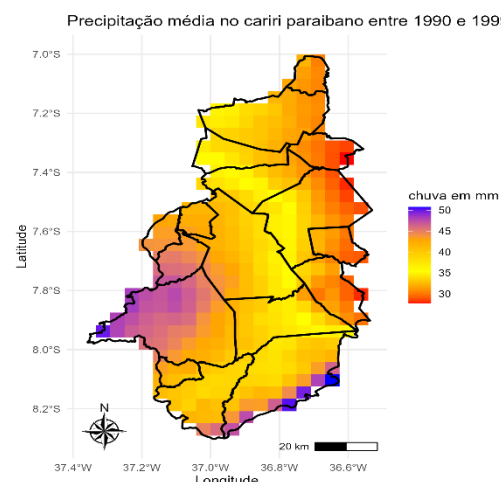 Precipitação média no cariri paraibano entre 1990 e 199
7.0°S
7.2°S
7.4°S
7.6°S
7.8°S
8.0°S
8.2°S
Latitude
chuva em mm
50
45
40
35
30
N
20 km
37.4°W
37.2°W
37.0°W
36.8°W
36.6°W
Longitude